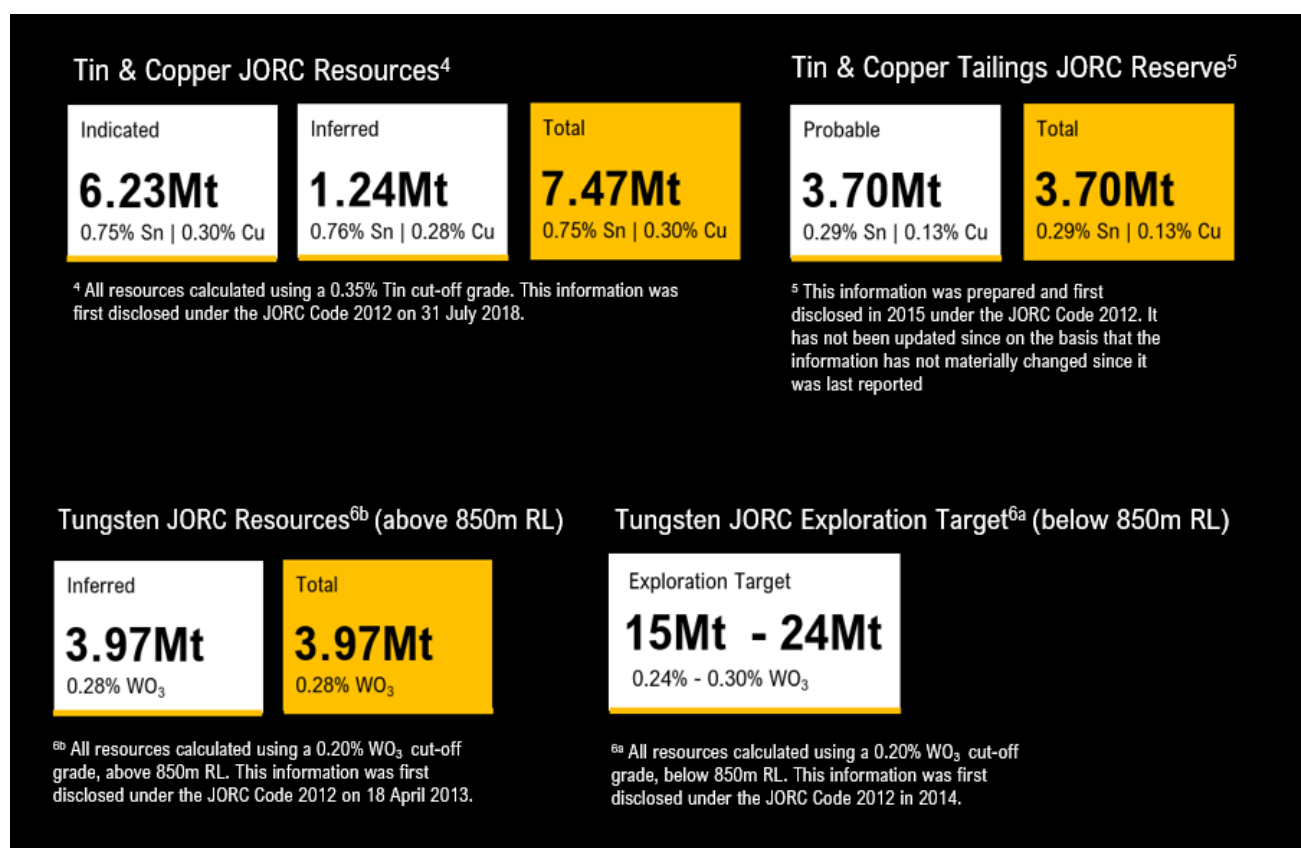 Tin & Copper JORC Resources⁴
Indicated
6.23Mt
0.75% Sn | 0.30% Cu
Inferred
1.24Mt
0.76% Sn | 0.28% Cu
Total
7.47Mt
0.75% Sn | 0.30% Cu
⁴ All resources calculated using a 0.35% Tin cut-off grade. This information was
first disclosed under the JORC Code 2012 on 31 July 2018.
Tin & Copper Tailings JORC Reserve⁵
Probable
3.70Mt
0.29% Sn | 0.13% Cu
Total
3.70Mt
0.29% Sn | 0.13% Cu
⁵ This information was prepared and first
disclosed in 2015 under the JORC Code 2012. It
has not been updated since on the basis that the
information has not materially changed since it
was last reported
Tungsten JORC Resources⁶ᵇ (above 850m RL)
Inferred
3.97Mt
0.28% WO₃
Total
3.97Mt
0.28% WO₃
⁶ᵇ All resources calculated using a 0.20% WO₃ cut-off
grade, above 850m RL. This information was first
disclosed under the JORC Code 2012 on 18 April 2013.
Tungsten JORC Exploration Target⁶ᵃ (below 850m RL)
Exploration Target
15Mt - 24Mt
0.24% - 0.30% WO₃
⁶ᵃ All resources calculated using a 0.20% WO₃ cut-off
grade, below 850m RL. This information was first
disclosed under the JORC Code 2012 in 2014.